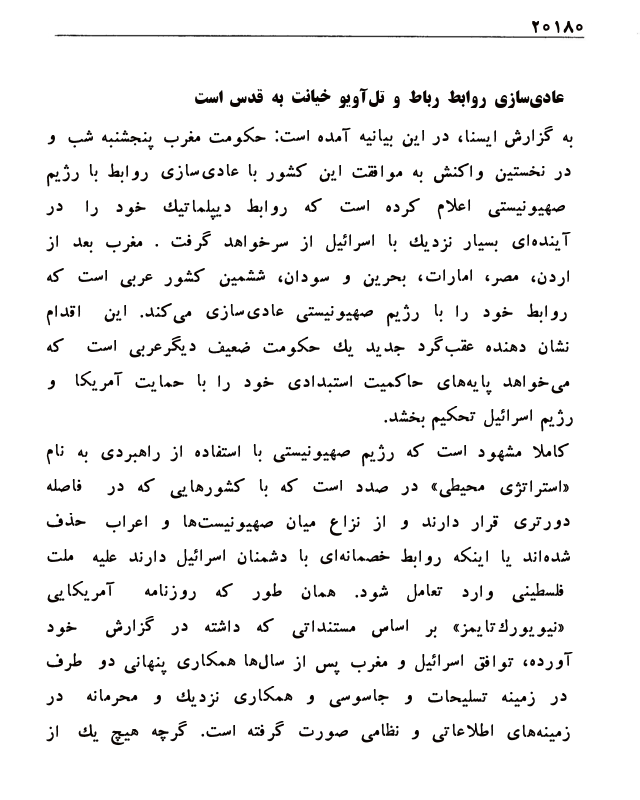 ۲۰۱۸۰
عادی‌سازی روابط رباط و تل‌آویو خیانت به قدس است
به گزارش ایسنا، در این بیانیه آمده است: حکومت مغرب پنجشنبه شب و
در نخستین واکنش به موافقت این کشور با عادی‌سازی روابط با رژیم
صهیونیستی اعلام کرده است که روابط دیپلماتیك خود را در
آینده‌ای بسیار نزدیك با اسرائیل از سرخواهد گرفت . مغرب بعد از
اردن، مصر، امارات، بحرین و سودان، ششمین کشور عربی است که
روابط خود را با رژیم صهیونیستی عادی‌سازی می‌کند. این اقدام
نشان دهنده عقب‌گرد جدید یك حکومت ضعیف دیگرعربی است که
می‌خواهد پایه‌های حاکمیت استبدادی خود را با حمایت آمریکا و
رژیم اسرائیل تحکیم بخشد.
کاملا مشهود است که رژیم صهیونیستی با استفاده از راهبردی به نام
«استراتژی محیطی» در صدد است که با کشورهایی که در فاصله
دورتری قرار دارند و از نزاع میان صهیونیست‌ها و اعراب حذف
شده‌اند یا اینکه روابط خصمانه‌ای با دشمنان اسرائیل دارند علیه ملت
فلسطینی وارد تعامل شود. همان طور که روزنامه آمریکایی
«نیویورك‌تایمز» بر اساس مستنداتی که داشته در گزارش خود
آورده، توافق اسرائیل و مغرب پس از سال‌ها همکاری پنهانی دو طرف
در زمینه تسلیحات و جاسوسی و همکاری نزدیك و محرمانه در
زمینه‌های اطلاعاتی و نظامی صورت گرفته است. گرچه هیچ یك از